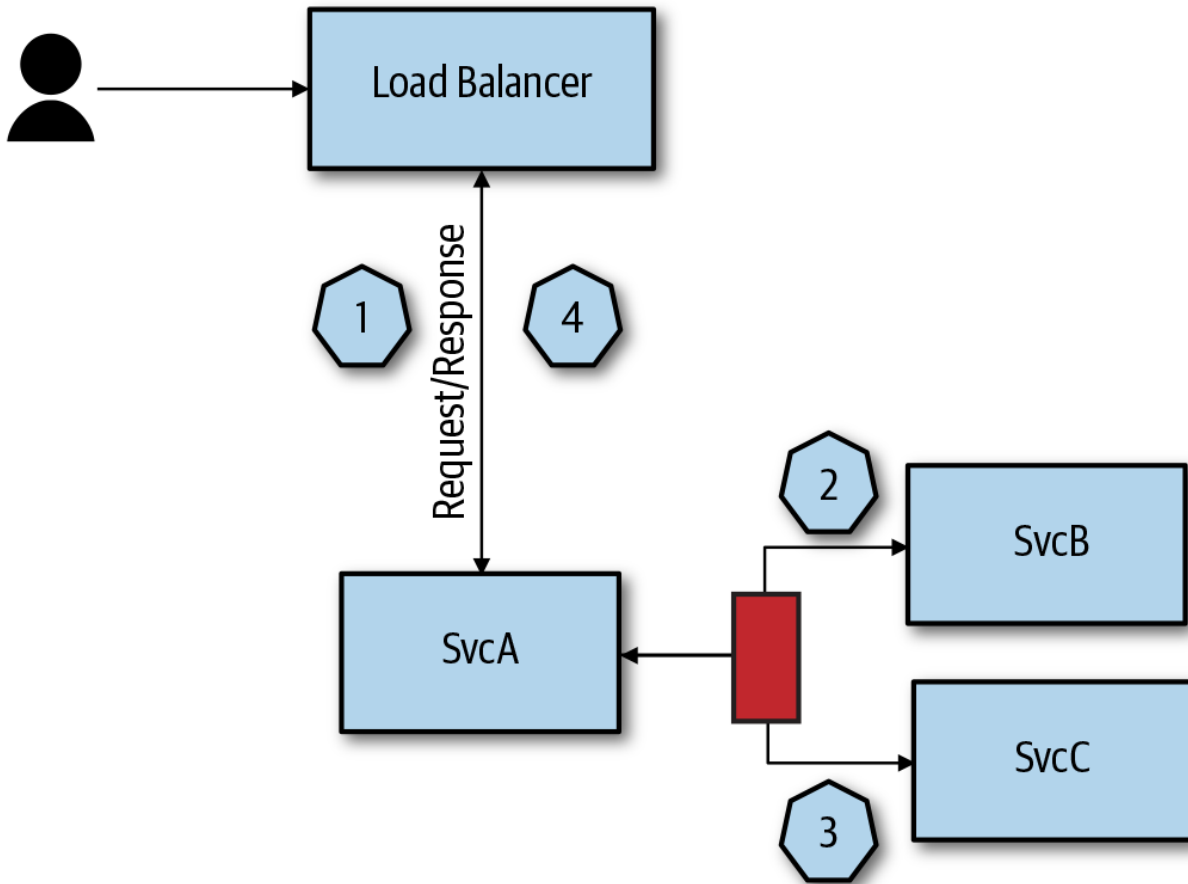 Load Balancer
1
Request/Response
4
2
SvcB
SvcA
SvcC
3